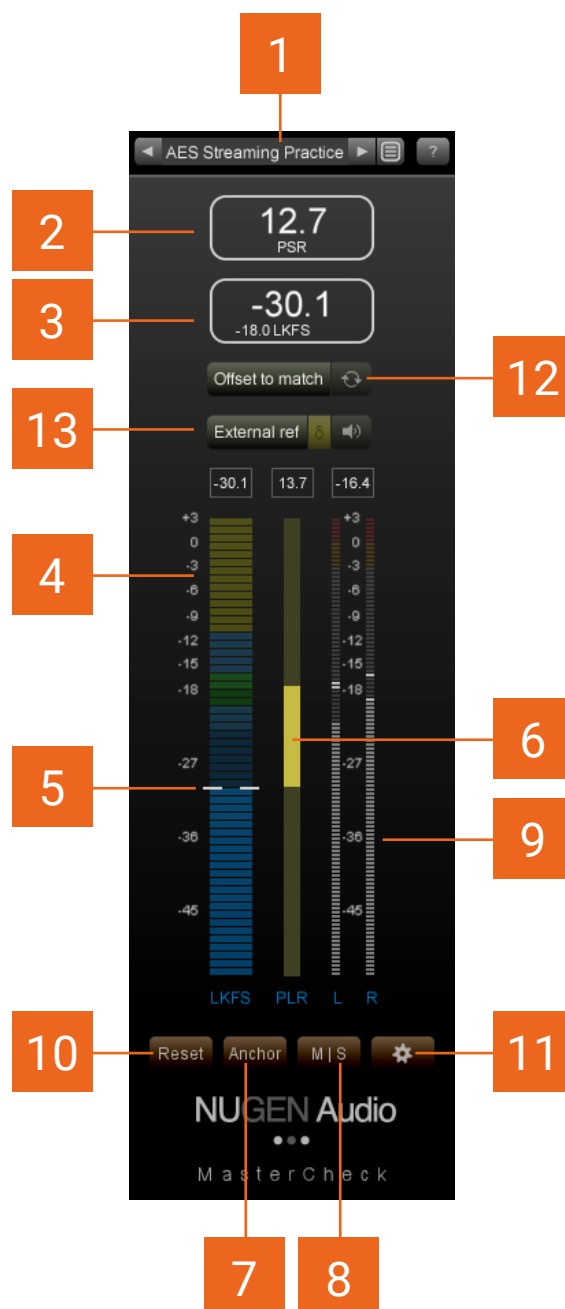 1
AES Streaming Practice ?
2
12.7
PSR
3
-30.1
-18.0 LKFS
Offset to match
12
13
External ref δ
-30.1 13.7 -16.4
+3 +3
0 0
4
-3 -3
-6 -6
-9 -9
-12 -12
-15 -15
-18 -18
6
-27 -27
5
-36 -36
9
-45 -45
LKFS PLR L R
10
Reset Anchor M | S
11
NUGEN Audio
MasterCheck
7 8